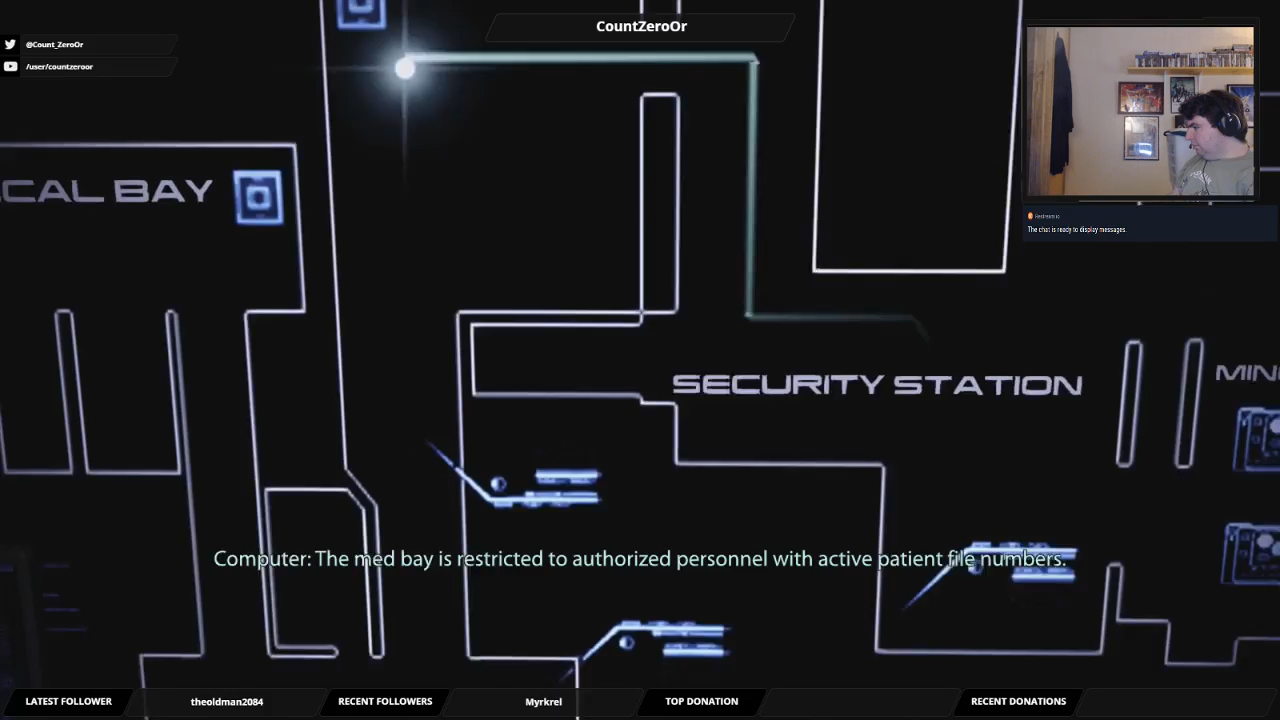 CountZeroOr
@Count_ZeroOr
/user/countzeroor
CAL BAY
Restream.io
The chat is ready to display messages.
SECURITY STATION
MIN
Computer: The med bay is restricted to authorized personnel with active patient file numbers.
LATEST FOLLOWER
theoldman2084
RECENT FOLLOWERS
Myrkrel
TOP DONATION
RECENT DONATIONS